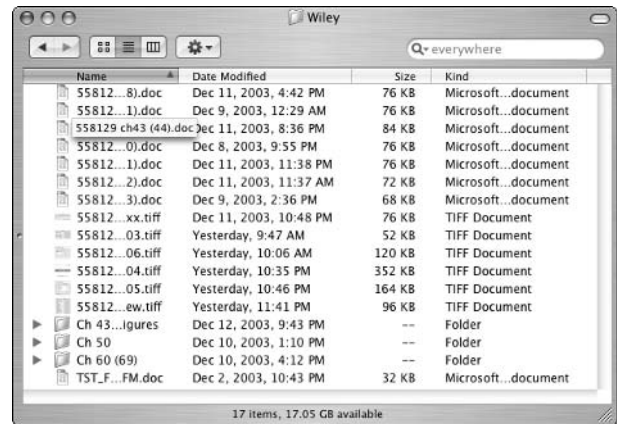 Wiley
everywhere
Name Date Modified Size Kind
55812...8).doc Dec 11, 2003, 4:42 PM 76 KB Microsoft...document
55812...1).doc Dec 9, 2003, 12:29 AM 76 KB Microsoft...document
558129 ch43 (44).doc Dec 11, 2003, 8:36 PM 84 KB Microsoft...document
55812...0).doc Dec 8, 2003, 9:55 PM 76 KB Microsoft...document
55812...1).doc Dec 11, 2003, 11:38 PM 76 KB Microsoft...document
55812...2).doc Dec 11, 2003, 11:37 AM 72 KB Microsoft...document
55812...3).doc Dec 9, 2003, 2:36 PM 68 KB Microsoft...document
55812...xx.tiff Dec 11, 2003, 10:48 PM 76 KB TIFF Document
55812...03.tiff Yesterday, 9:47 AM 52 KB TIFF Document
55812...06.tiff Yesterday, 10:06 AM 120 KB TIFF Document
55812...04.tiff Yesterday, 10:35 PM 352 KB TIFF Document
55812...05.tiff Yesterday, 10:46 PM 164 KB TIFF Document
55812...ew.tiff Yesterday, 11:41 PM 96 KB TIFF Document
Ch 43...igures Dec 12, 2003, 9:43 PM -- Folder
Ch 50 Dec 10, 2003, 1:10 PM -- Folder
Ch 60 (69) Dec 10, 2003, 4:12 PM -- Folder
TST_F...FM.doc Dec 2, 2003, 10:43 PM 32 KB Microsoft...document
17 items, 17.05 GB available